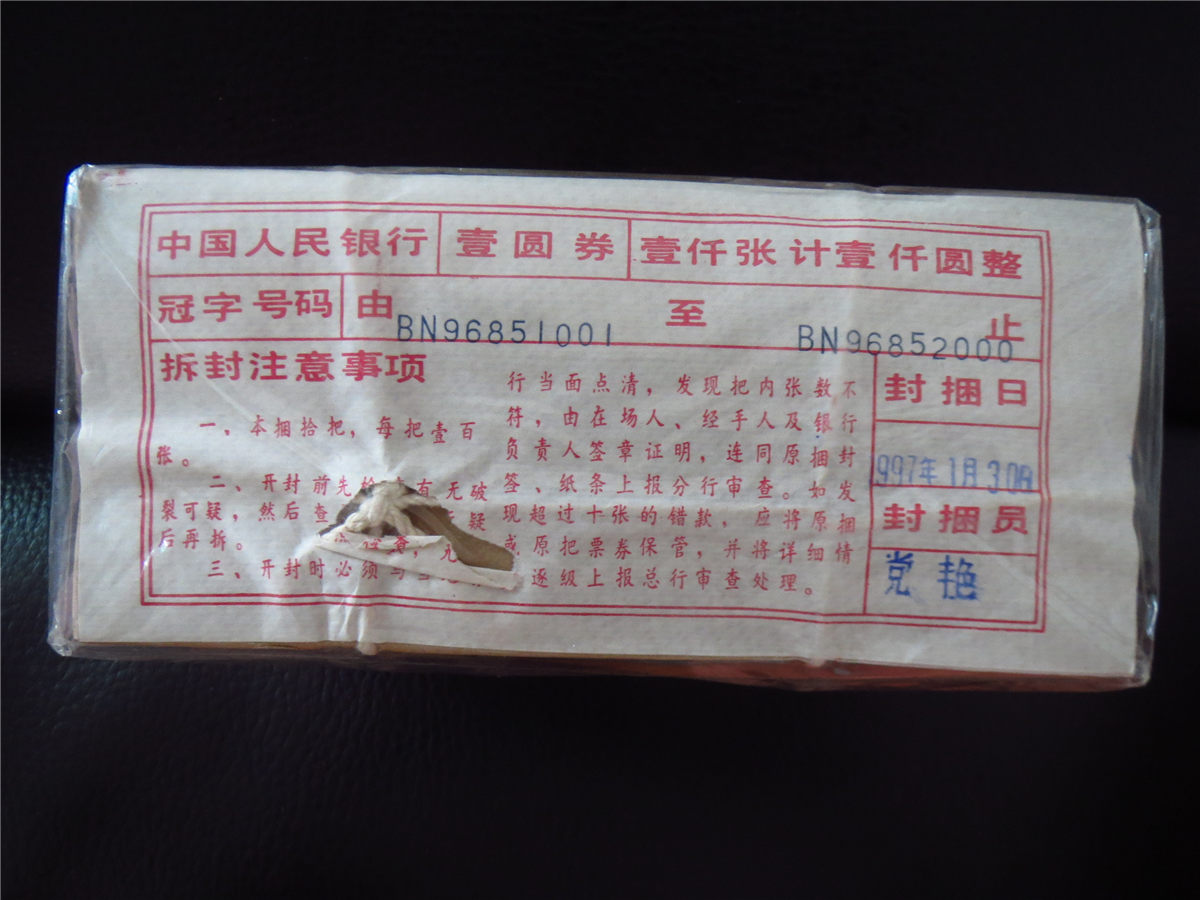 中国人民银行 壹圆券 壹仟张计壹仟圆整
冠字号码 由 BN96851001 至 BN96852000 止
拆封注意事项
一、本捆拾把，每把壹百
张。
二、开封前先 有无破
裂可疑，然后查 疑
后再拆。
三、开封时必须
行当面点清，发现把内张数不
符，由在场人、经手人及银行
负责人签章证明，连同原捆封
签、纸条上报分行审查。如发
现超过十张的错款，应将原捆
或原把票券保管，并将详细情
逐级上报总行审查处理。
封捆日
997年1月30日
封捆员
党艳